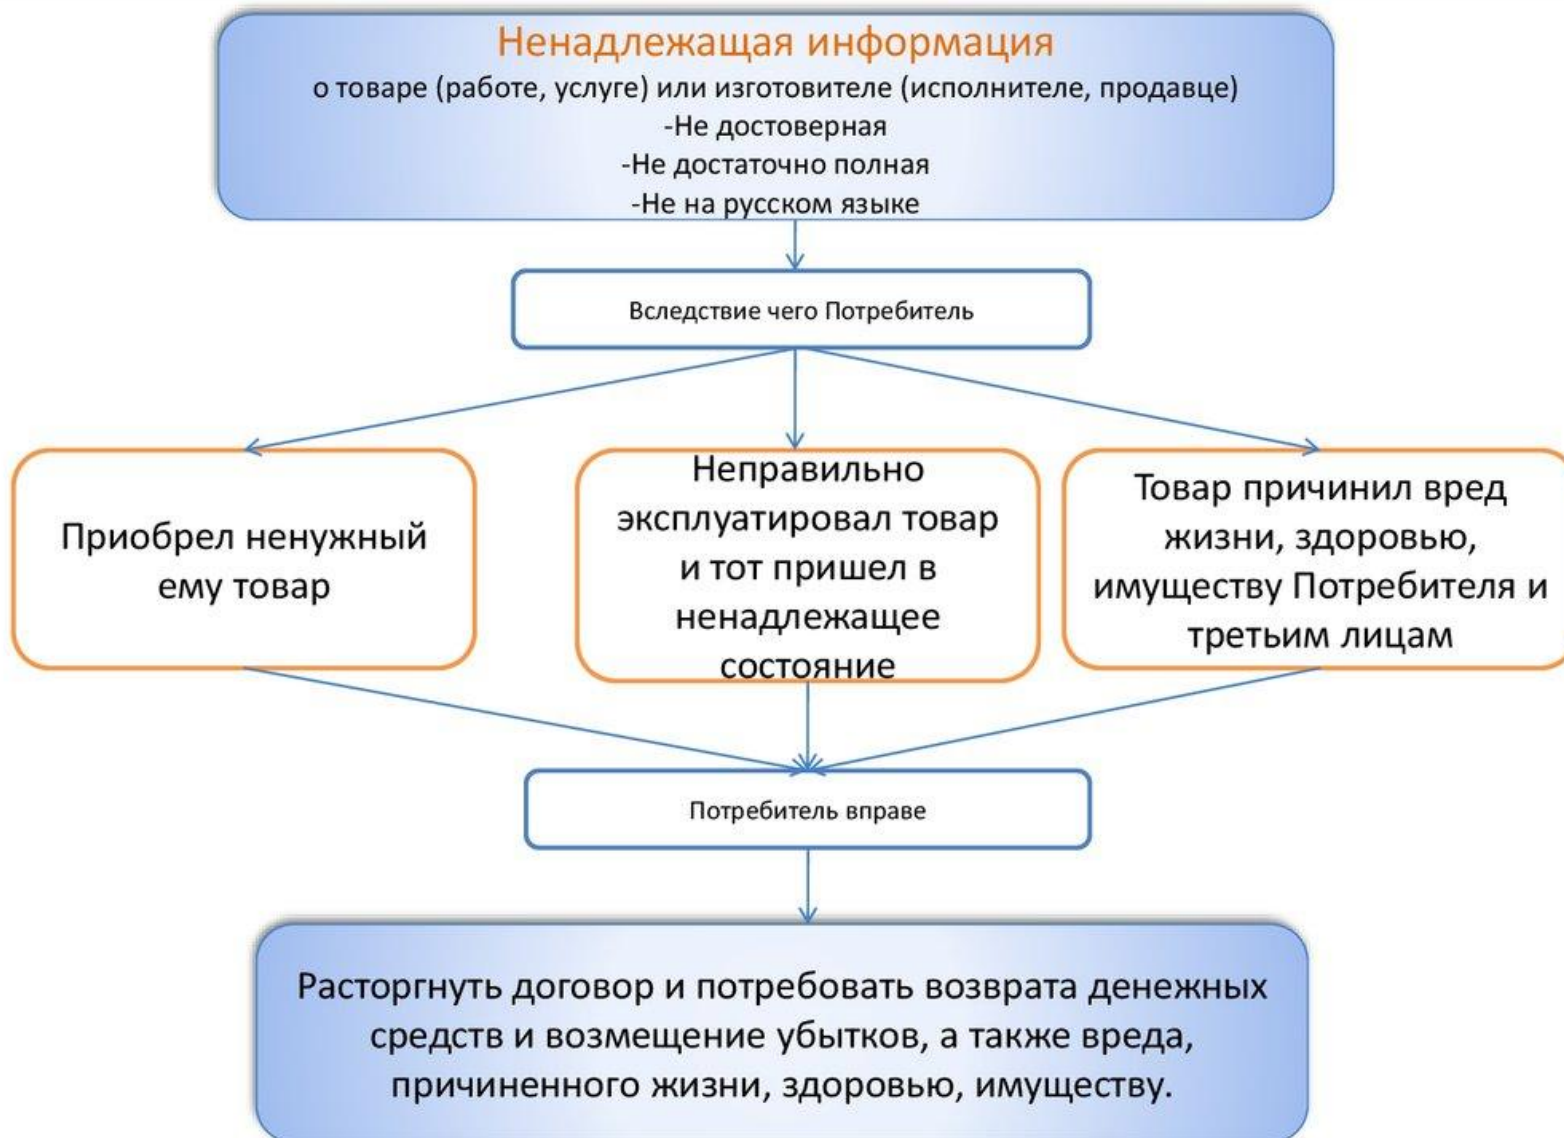 Ненадлежащая информация
о товаре (работе, услуге) или изготовителе (исполнителе, продавце)
-Не достоверная
-Не достаточно полная
-Не на русском языке
Вследствие чего Потребитель
Приобрел ненужный
ему товар
Неправильно
эксплуатировал товар
и тот пришел в
ненадлежащее
состояние
Товар причинил вред
жизни, здоровью,
имуществу Потребителя и
третьим лицам
Потребитель вправе
Расторгнуть договор и потребовать возврата денежных
средств и возмещение убытков, а также вреда,
причиненного жизни, здоровью, имуществу.